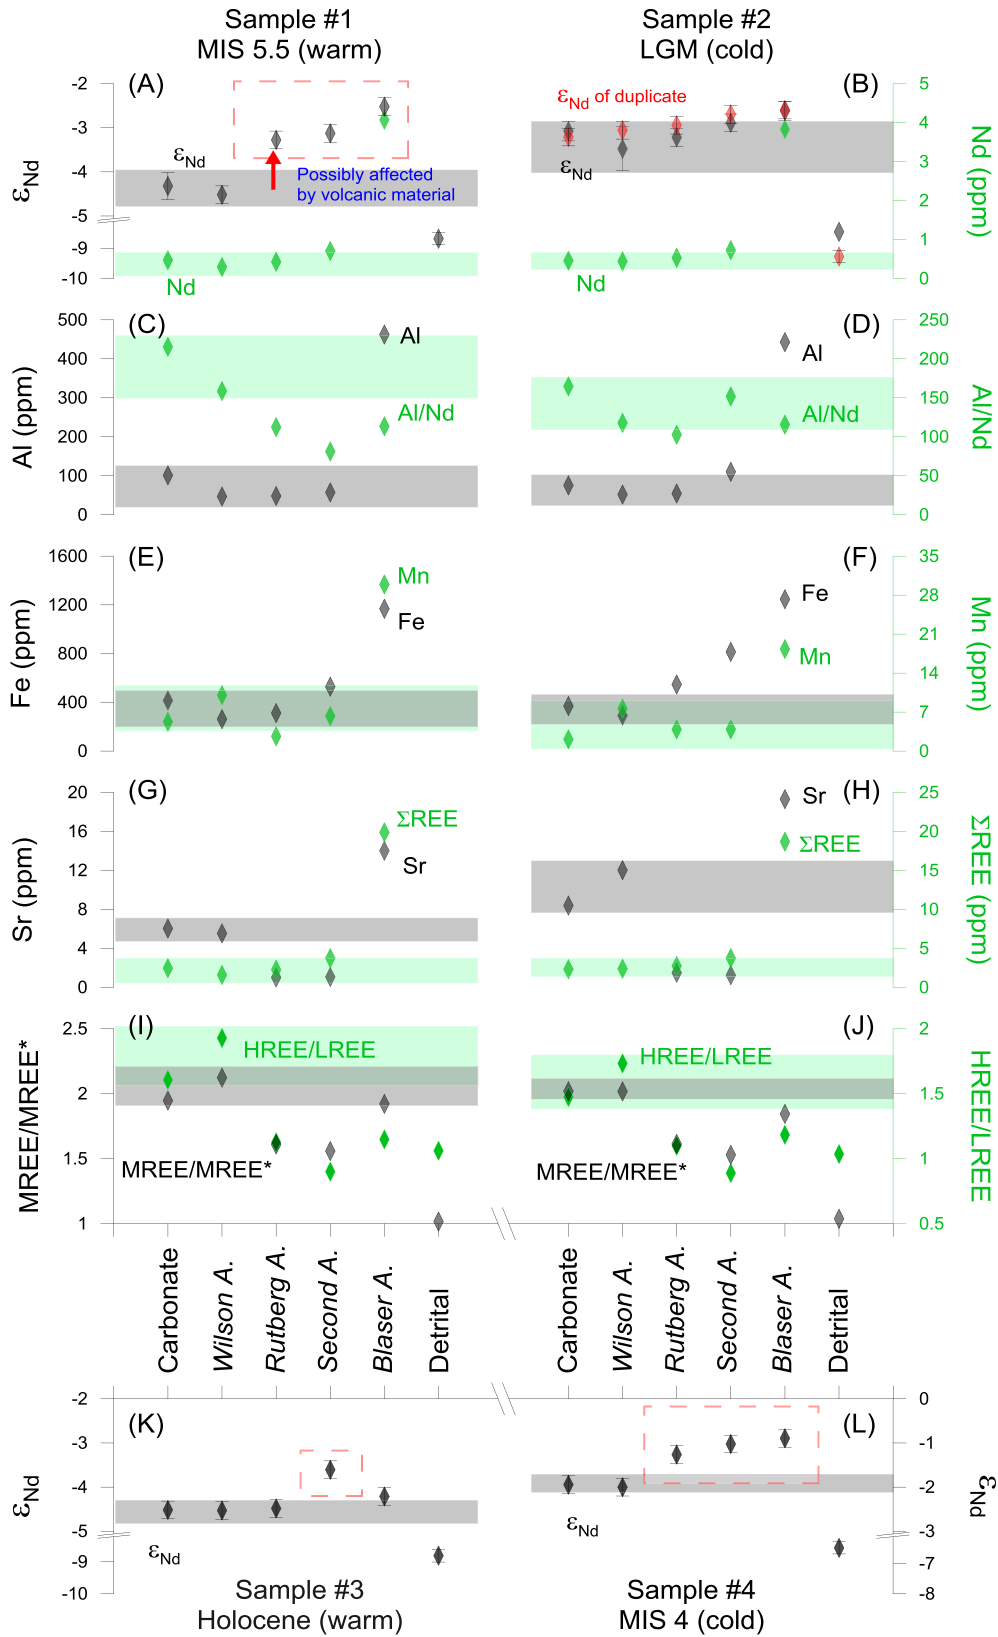 Sample #1
MIS 5.5 (warm)
Sample #2
LGM (cold)
(A)
-2
-3
-4
-5
-9
-10
εNd
εNd
Possibly affected
by volcanic material
Nd
(B)
εNd of duplicate
εNd
Nd
5
4
3
2
1
0
Nd (ppm)
(C)
500
400
300
200
100
0
Al (ppm)
Al
Al/Nd
(D)
Al
Al/Nd
250
200
150
100
50
0
Al/Nd
(E)
1600
1200
800
400
0
Fe (ppm)
Mn
Fe
(F)
Fe
Mn
35
28
21
14
7
0
Mn (ppm)
(G)
20
16
12
8
4
0
Sr (ppm)
ΣREE
Sr
(H)
Sr
ΣREE
25
20
15
10
5
0
ΣREE (ppm)
(I)
2.5
2
1.5
1
MREE/MREE*
HREE/LREE
MREE/MREE*
(J)
HREE/LREE
MREE/MREE*
2
1.5
1
0.5
HREE/LREE
Carbonate
Wilson A.
Rutberg A.
Second A.
Blaser A.
Detrital
Carbonate
Wilson A.
Rutberg A.
Second A.
Blaser A.
Detrital
(K)
-2
-3
-4
-5
-9
-10
εNd
εNd
Sample #3
Holocene (warm)
(L)
0
-1
-2
-3
-7
-8
εNd
εNd
Sample #4
MIS 4 (cold)